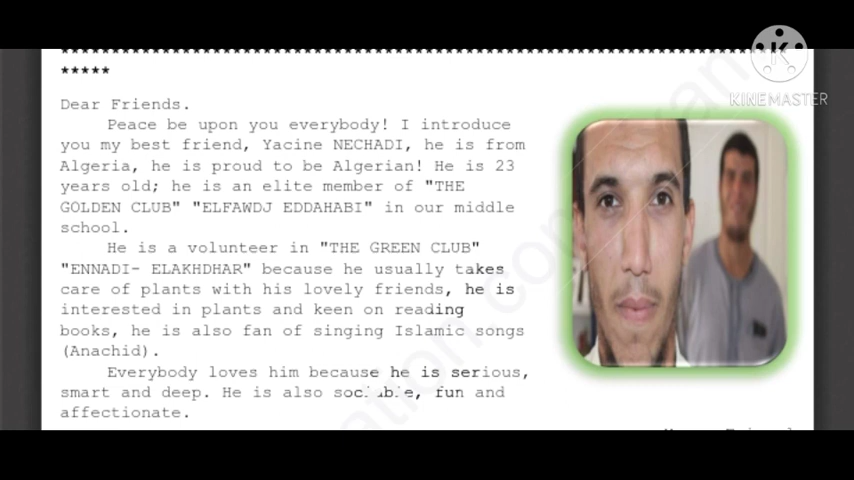 KINEMASTER
*****
Dear Friends.
Peace be upon you everybody! I introduce
you my best friend, Yacine NECHADI, he is from
Algeria, he is proud to be Algerian! He is 23
years old; he is an elite member of "THE
GOLDEN CLUB" "ELFAWDJ EDDAHABI" in our middle
school.
He is a volunteer in "THE GREEN CLUB"
"ENNADI- ELAKHDHAR" because he usually takes
care of plants with his lovely friends, he is
interested in plants and keen on reading
books, he is also fan of singing Islamic songs
(Anachid).
Everybody loves him because he is serious,
smart and deep. He is also sociable, fun and
affectionate.